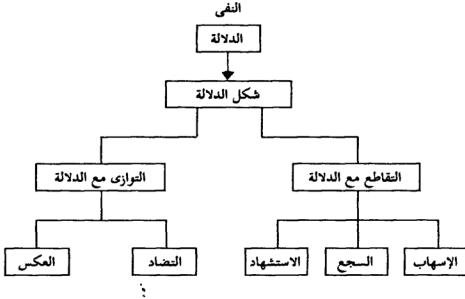 النفى
الدلالة
شكل الدلالة
التقاطع مع الدلالة
التوازى مع الدلالة
الإسهاب
السجع
الاستشهاد
التضاد
العكس